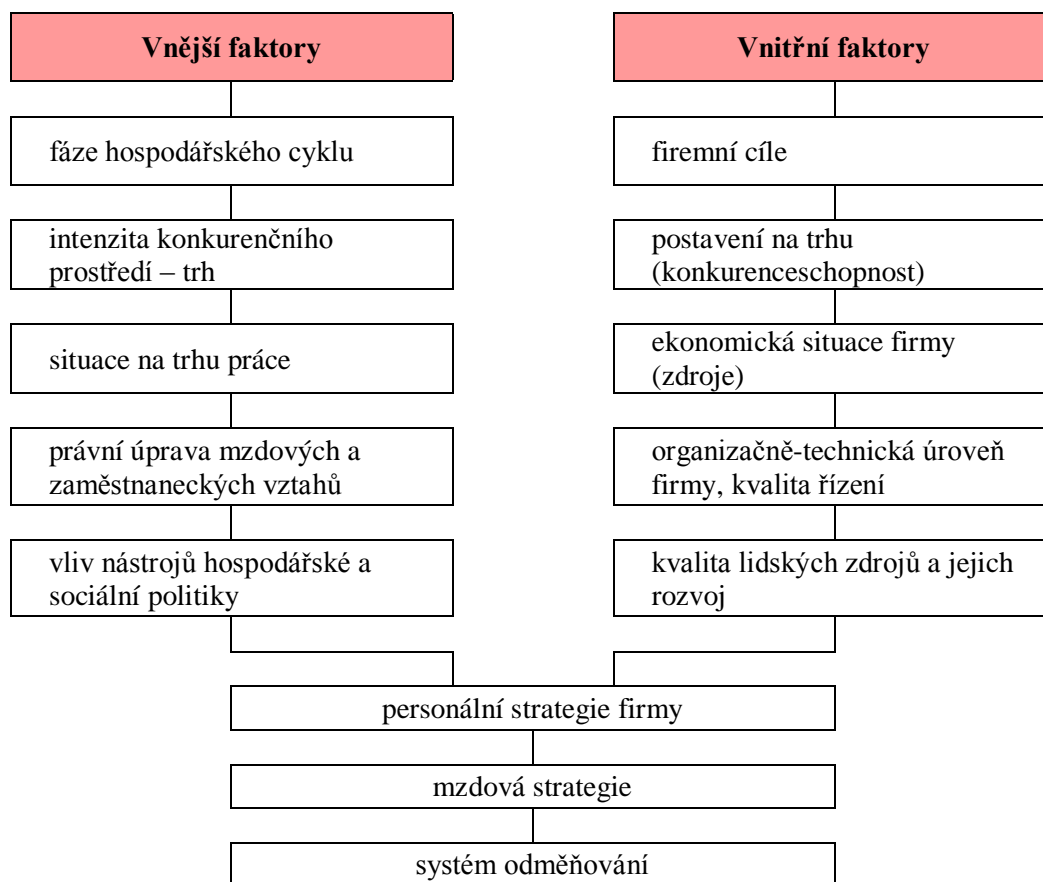 Vnější faktory
fáze hospodářského cyklu
intenzita konkurenčního
prostředí – trh
situace na trhu práce
právní úprava mzdových a
zaměstnaneckých vztahů
vliv nástrojů hospodářské a
sociální politiky
Vnitřní faktory
firemní cíle
postavení na trhu
(konkurenceschopnost)
ekonomická situace firmy
(zdroje)
organizačně-technická úroveň
firmy, kvalita řízení
kvalita lidských zdrojů a jejich
rozvoj
personální strategie firmy
mzdová strategie
systém odměňování